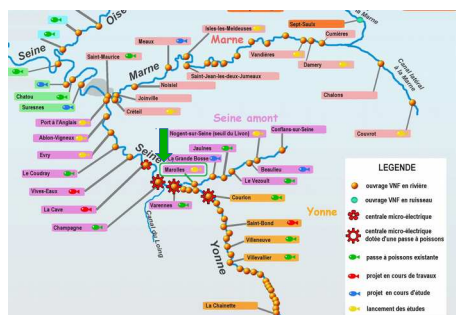 Oise
la Marne
Sept-Saulx
Isles-les-Meldeuses
Cumières
Meaux
Marne
Seine
Saint-Maurice
Vandières
Damery
Marne
Noisiel
Saint-Jean-les-deux-Jumeaux
Canal latéral
à la Marne
Chatou
Joinville
Chalons
Suresnes
Créteil
Port à l'Anglais
Seine amont
Ablon-Vigneux
Nogent-sur-Seine (seuil du Livon)
Conflans-sur-Seine
Couvrot
Evry
Jaulnes
Seine
La Grande Bosse
Le Coudray
Marolles
Beaulieu
LEGENDE
Vives-Eaux
Le Vezoult
ouvrage VNF en rivière
La Cave
Varennes
Courlon
ouvrage VNF en ruisseau
Champagne
Yonne
centrale micro-électrique
Canal du Loing
Saint-Bond
centrale micro-électrique
dotée d'une passe à poissons
Villeneuve
Yonne
Villevallier
passe à poissons existante
projet en cours de travaux
projet en cours d'étude
La Chainette
lancement des études